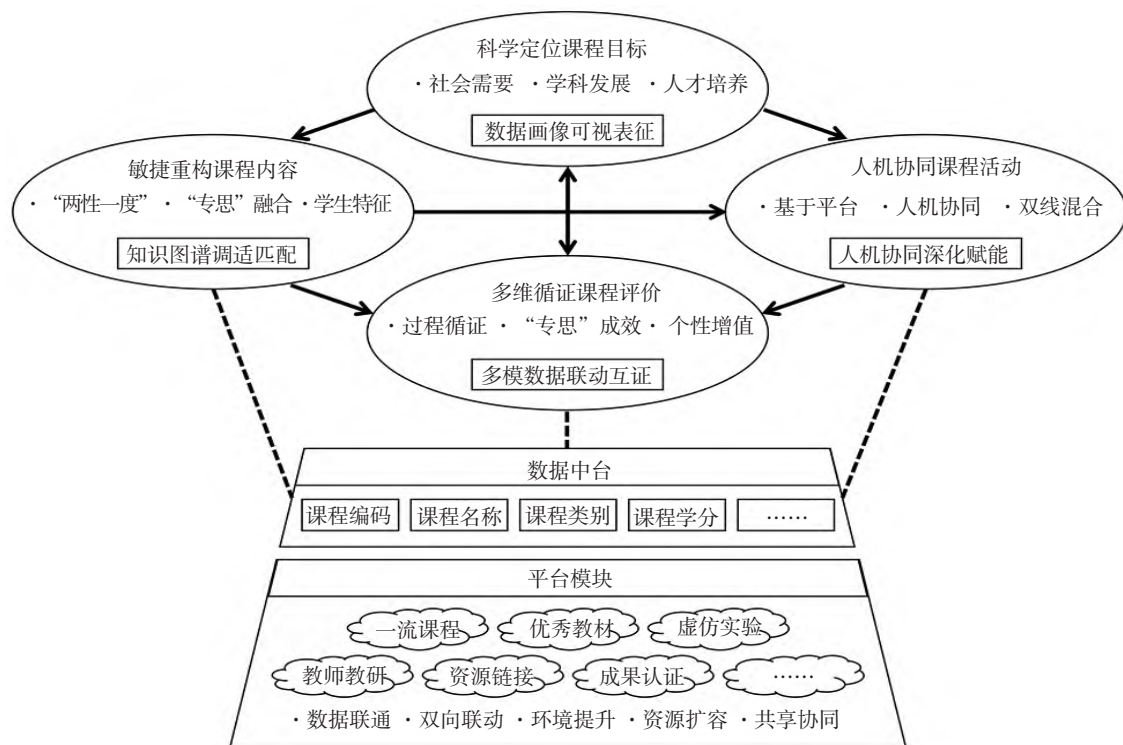 科学定位课程目标
·社会需要 ·学科发展 ·人才培养
数据画像可视表征
敏捷重构课程内容
·“两性一度”·“专思”融合·学生特征
知识图谱调适匹配
人机协同课程活动
·基于平台 ·人机协同 ·双线混合
人机协同深化赋能
多维循证课程评价
·过程循证 ·“专思”成效·个性增值
多模数据联动互证
数据中台
课程编码 课程名称 课程类别 课程学分 ……
平台模块
一流课程 优秀教材 虚仿实验
教师教研 资源链接 成果认证 ……
·数据联通 ·双向联动 ·环境提升 ·资源扩容 ·共享协同